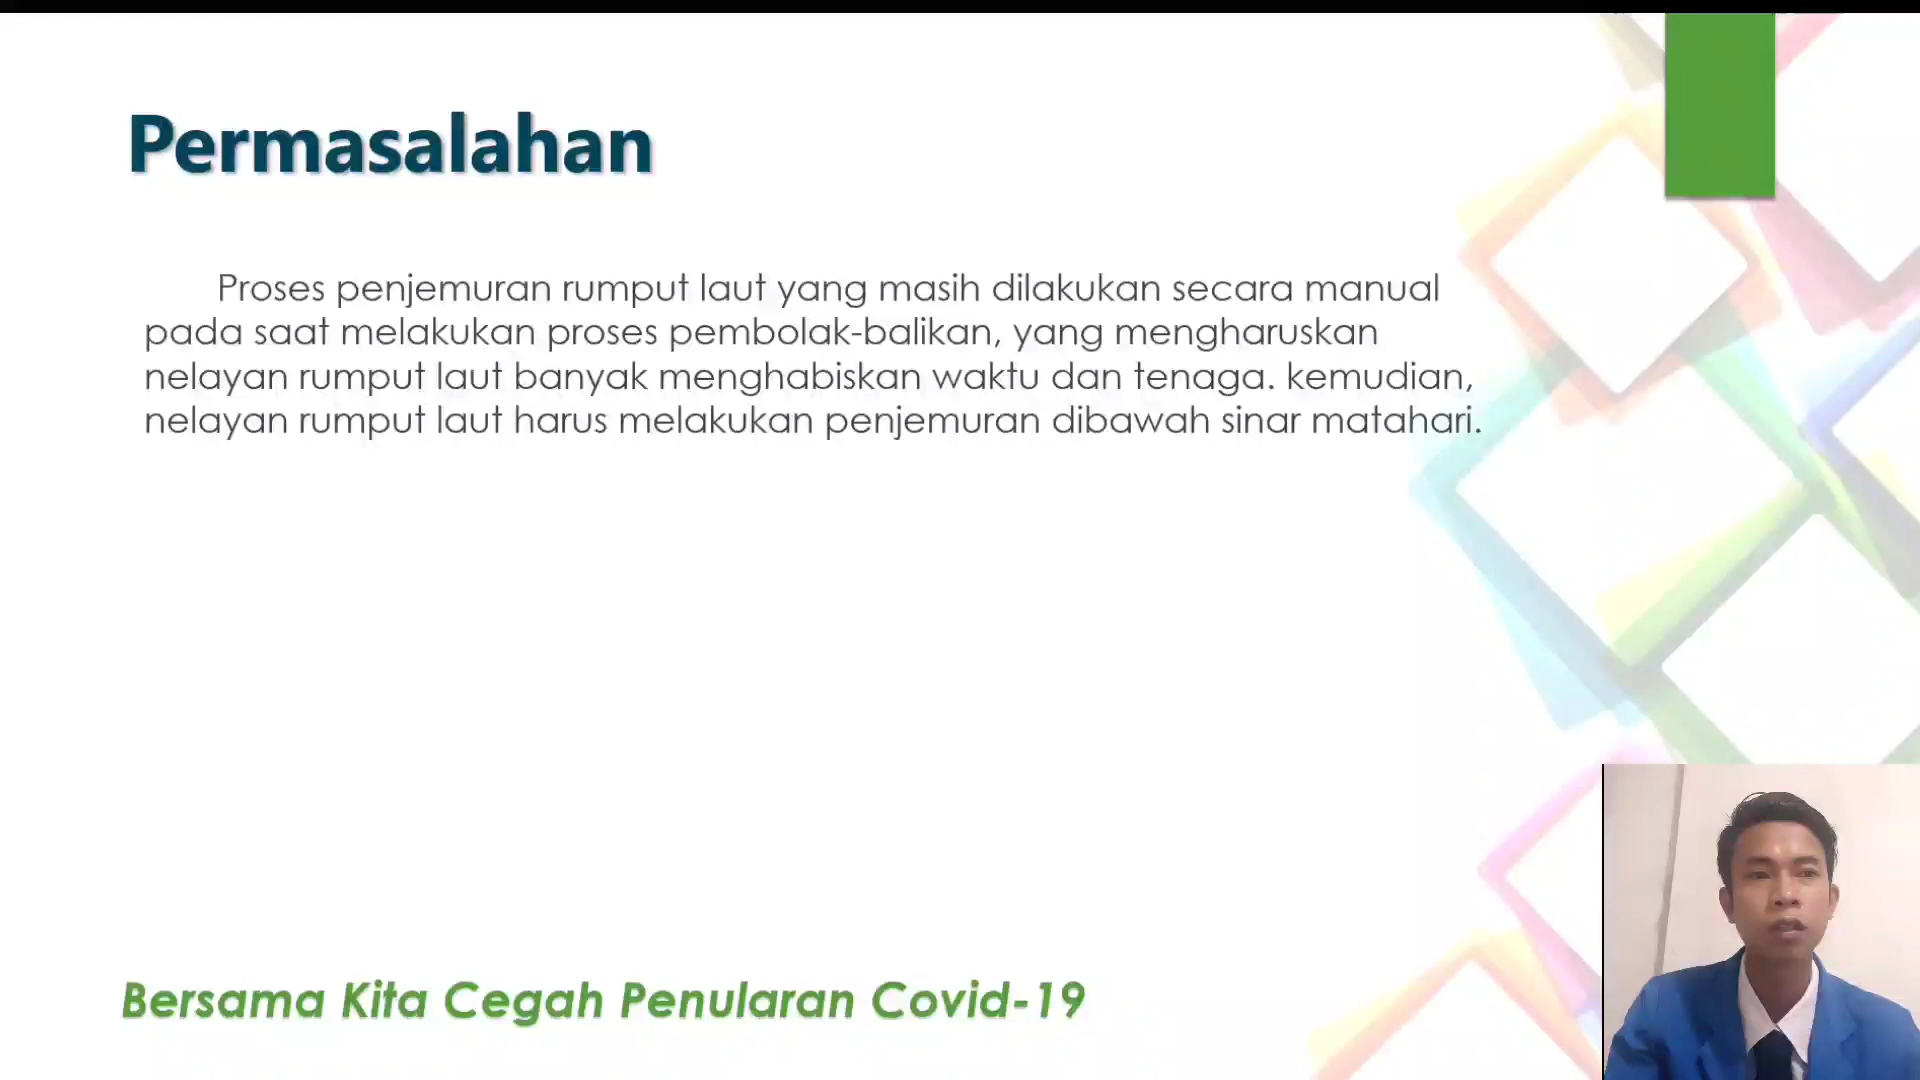 Permasalahan
Proses penjemuran rumput laut yang masih dilakukan secara manual
pada saat melakukan proses pembolak-balikan, yang mengharuskan
nelayan rumput laut banyak menghabiskan waktu dan tenaga. kemudian,
nelayan rumput laut harus melakukan penjemuran dibawah sinar matahari.
Bersama Kita Cegah Penularan Covid-19